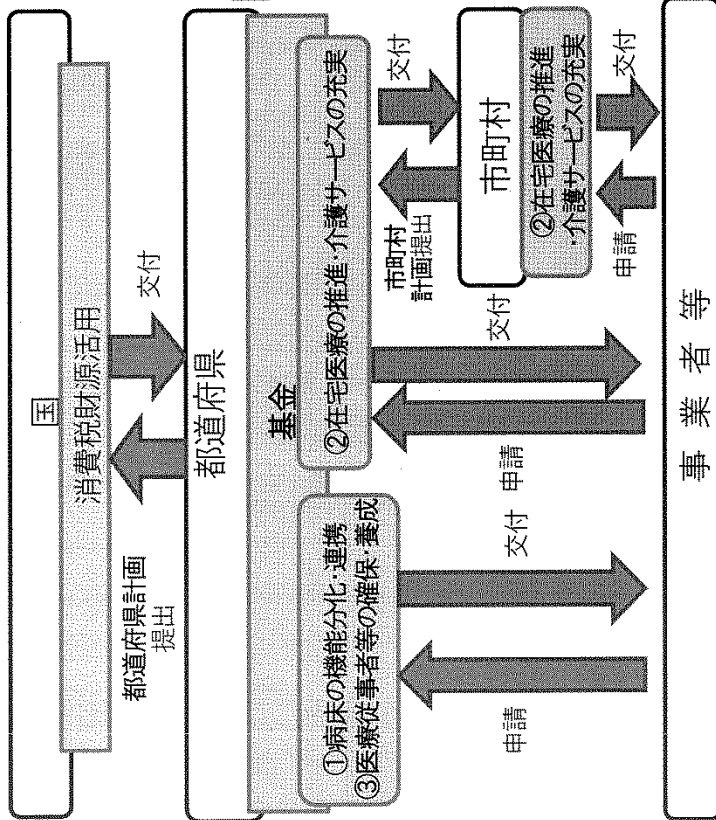 国
消費税財源活用
都道府県計画
提出
交付
都道府県
基金
①病床の機能分化・連携
③医療従事者等の確保・養成
②在宅医療の推進・介護サービスの充実
申請
交付
申請
交付
市町村
計画提出
交付
市町村
②在宅医療の推進
・介護サービスの充実
申請
交付
事業者等